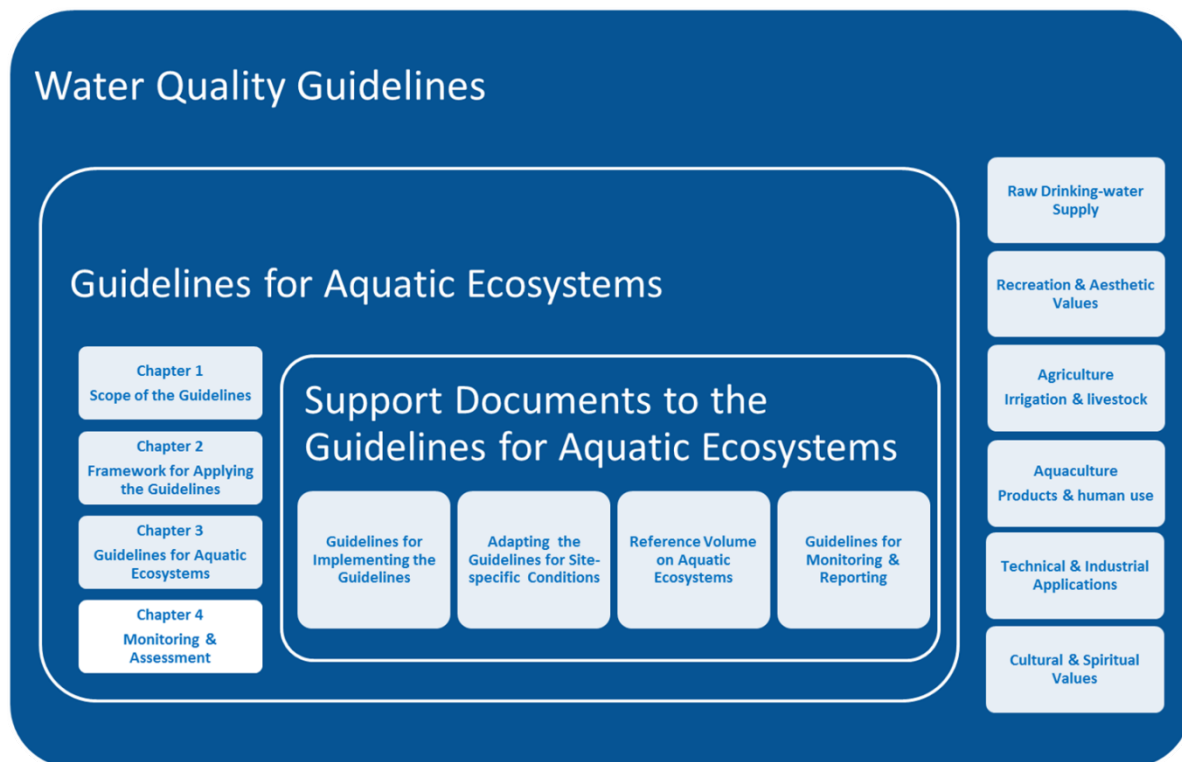 Water Quality Guidelines
Guidelines for Aquatic Ecosystems
Chapter 1
Scope of the Guidelines
Chapter 2
Framework for Applying
the Guidelines
Chapter 3
Guidelines for Aquatic
Ecosystems
Chapter 4
Monitoring &
Assessment
Support Documents to the
Guidelines for Aquatic Ecosystems
Guidelines for
Implementing the
Guidelines
Adapting the
Guidelines for Site-
specific Conditions
Reference Volume
on Aquatic
Ecosystems
Guidelines for
Monitoring &
Reporting
Raw Drinking-water
Supply
Recreation & Aesthetic
Values
Agriculture
Irrigation & livestock
Aquaculture
Products & human use
Technical & Industrial
Applications
Cultural & Spiritual
Values